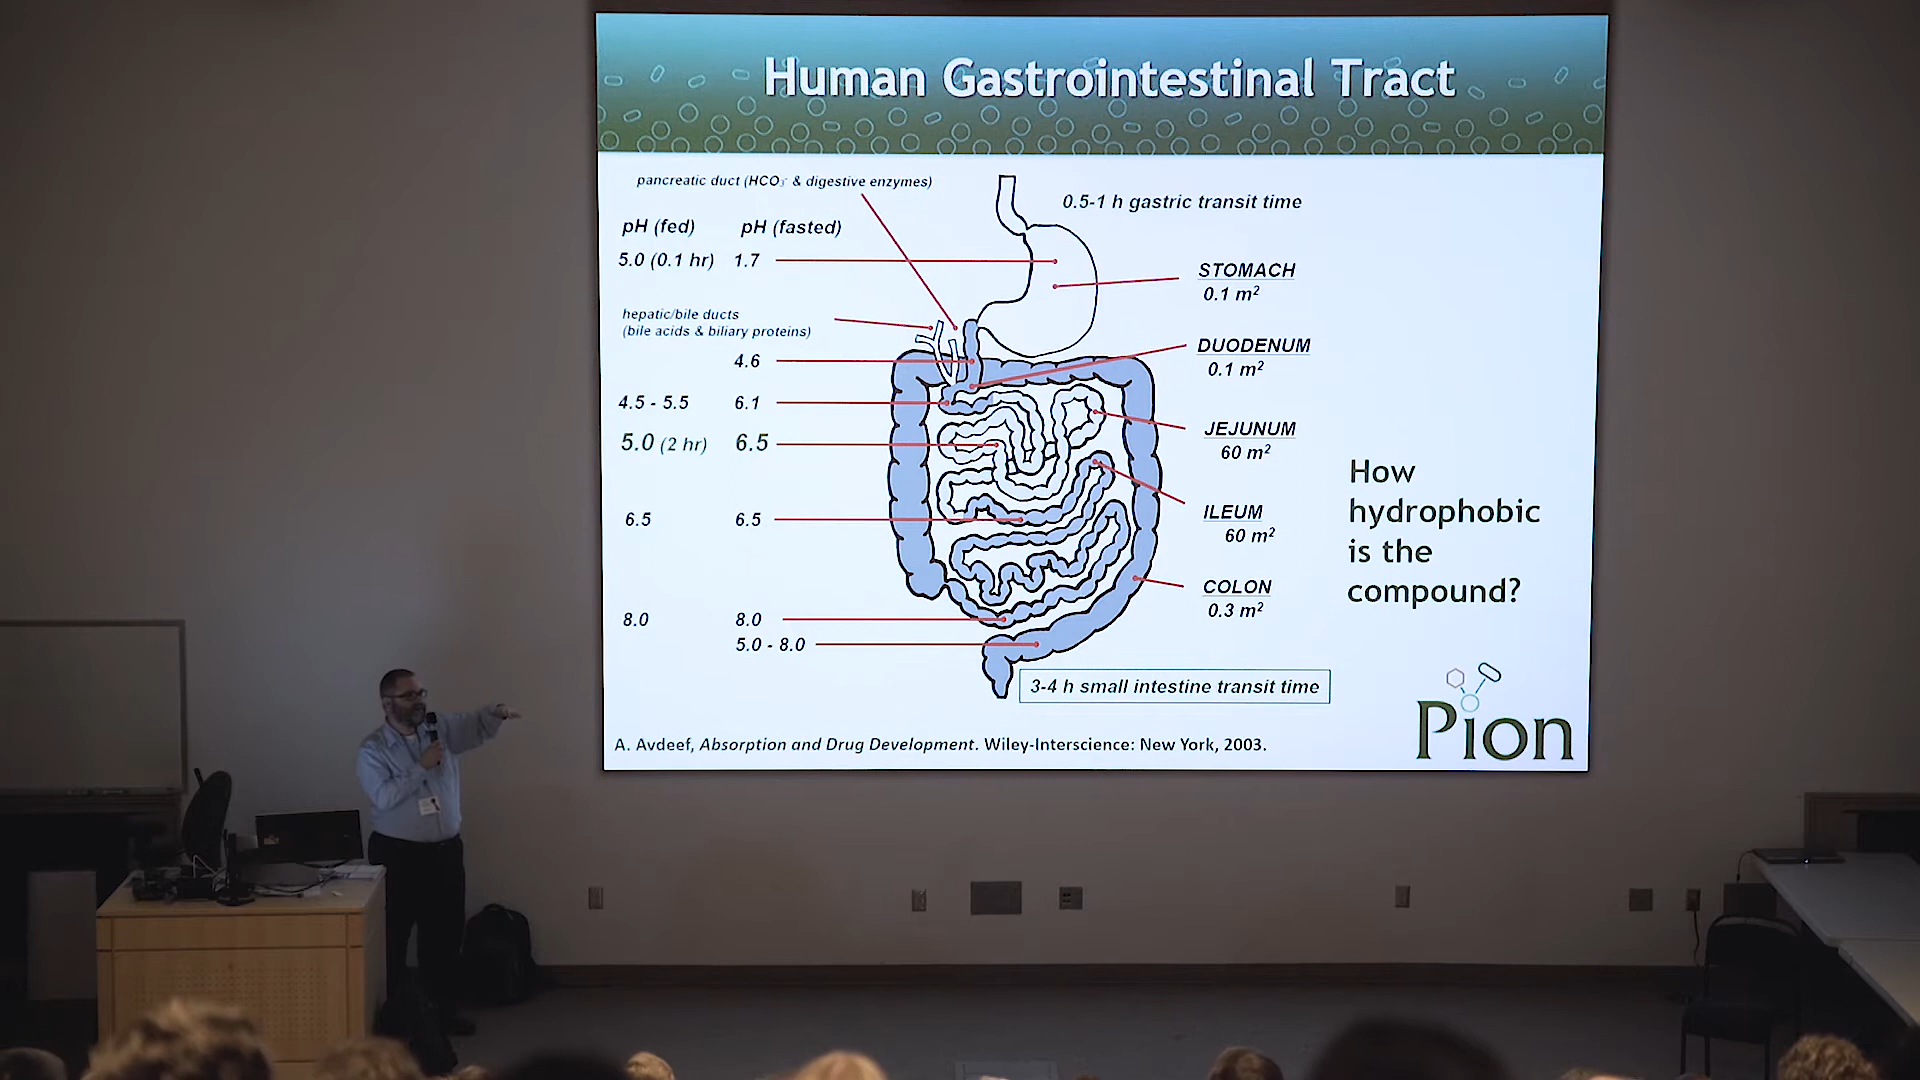 Human Gastrointestinal Tract
pancreatic duct (HCO₃⁻ & digestive enzymes)
0.5-1 h gastric transit time
pH (fed) pH (fasted)
5.0 (0.1 hr) 1.7
STOMACH
0.1 m²
hepatic/bile ducts
(bile acids & biliary proteins)
4.6
DUODENUM
0.1 m²
4.5 - 5.5 6.1
5.0 (2 hr) 6.5
JEJUNUM
60 m²
6.5 6.5
ILEUM
60 m²
COLON
0.3 m²
8.0 8.0
5.0 - 8.0
3-4 h small intestine transit time
How
hydrophobic
is the
compound?
A. Avdeef, Absorption and Drug Development. Wiley-Interscience: New York, 2003.
Pion